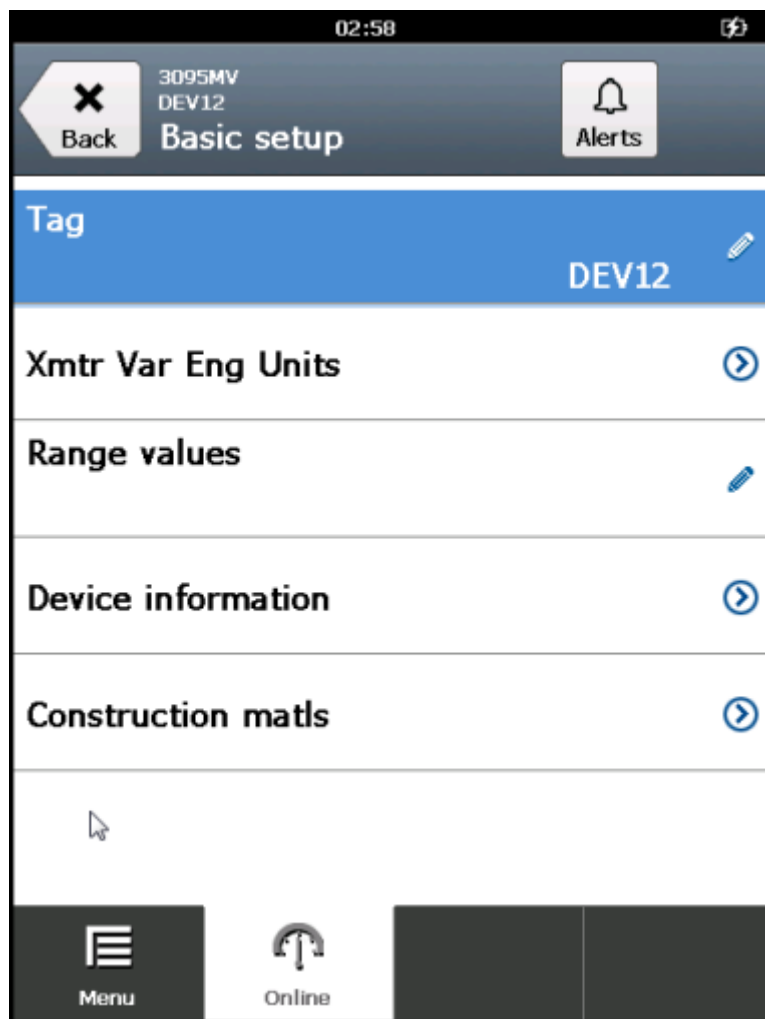 02:58
3095MV
DEV12
Basic setup
Back
Alerts
Tag
DEV12
Xmtr Var Eng Units
Range values
Device information
Construction matls
Menu
Online